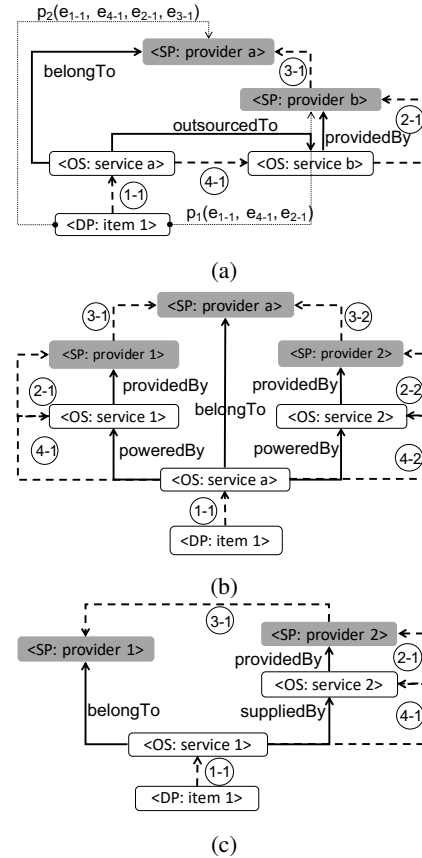 p2(e1-1, e4-1, e2-1, e3-1)
<SP: provider a>
belongTo
3-1
<SP: provider b>
2-1
outsourcedTo
providedBy
<OS: service a>
4-1
<OS: service b>
1-1
p1(e1-1, e4-1, e2-1)
<DP: item 1>
(a)
<SP: provider a>
3-1
3-2
<SP: provider 1>
<SP: provider 2>
2-1
providedBy
belongTo
providedBy
2-2
<OS: service 1>
<OS: service 2>
4-1
poweredBy
poweredBy
4-2
<OS: service a>
1-1
<DP: item 1>
(b)
3-1
<SP: provider 1>
<SP: provider 2>
providedBy
2-1
<OS: service 2>
belongTo
suppliedBy
4-1
<OS: service 1>
1-1
<DP: item 1>
(c)